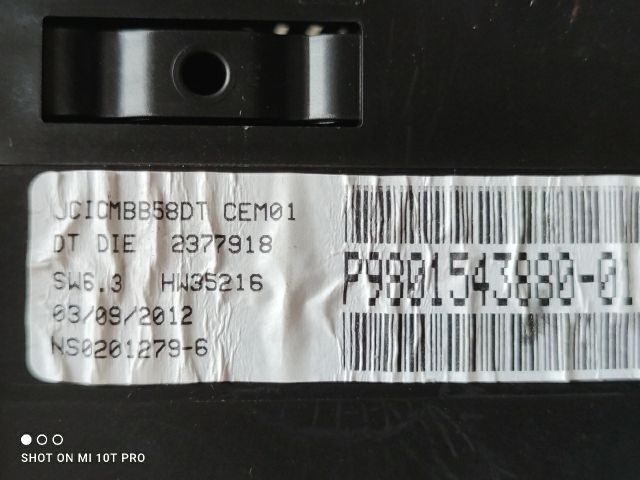 JCICMBB58DT CEM01
DT DIE 2377918
SW6.3 HW35216
03/09/2012
NS0201279-6
P9801543880-01
SHOT ON MI 10T PRO